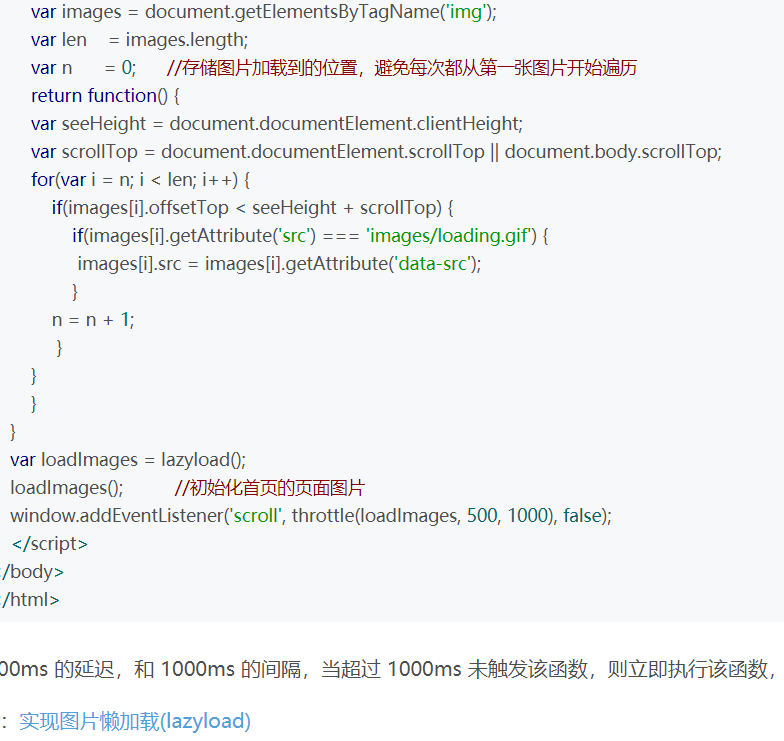 var images = document.getElementsByTagName('img');
var len = images.length;
var n = 0; //存储图片加载到的位置，避免每次都从第一张图片开始遍历
return function() {
var seeHeight = document.documentElement.clientHeight;
var scrollTop = document.documentElement.scrollTop || document.body.scrollTop;
for(var i = n; i < len; i++) {
if(images[i].offsetTop < seeHeight + scrollTop) {
if(images[i].getAttribute('src') === 'images/loading.gif') {
images[i].src = images[i].getAttribute('data-src');
}
n = n + 1;
}
}
}
}
var loadImages = lazyload();
loadImages(); //初始化首页的页面图片
window.addEventListener('scroll', throttle(loadImages, 500, 1000), false);
</script>
/body>
/html>
00ms 的延迟，和 1000ms 的间隔，当超过 1000ms 未触发该函数，则立即执行该函数，
：实现图片懒加载(lazyload)